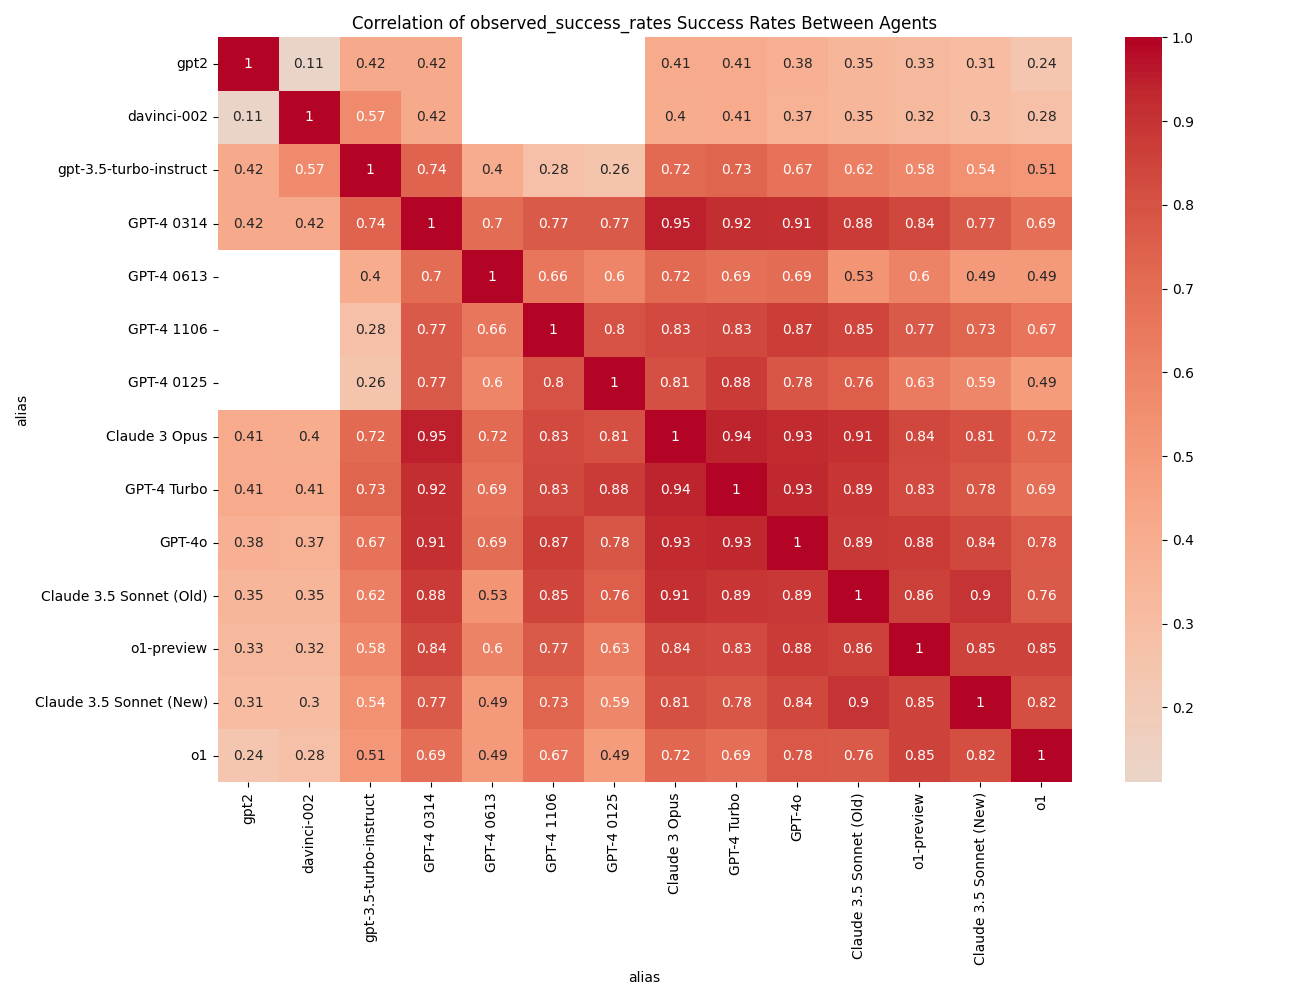 Correlation of observed_success_rates Success Rates Between Agents
gpt2 1 0.11 0.42 0.42 0.41 0.41 0.38 0.35 0.33 0.31 0.24
davinci-002 0.11 1 0.57 0.42 0.4 0.41 0.37 0.35 0.32 0.3 0.28
gpt-3.5-turbo-instruct 0.42 0.57 1 0.74 0.4 0.28 0.26 0.72 0.73 0.67 0.62 0.58 0.54 0.51
GPT-4 0314 0.42 0.42 0.74 1 0.7 0.77 0.77 0.95 0.92 0.91 0.88 0.84 0.77 0.69
GPT-4 0613 0.4 0.7 1 0.66 0.6 0.72 0.69 0.69 0.53 0.6 0.49 0.49
GPT-4 1106 0.28 0.77 0.66 1 0.8 0.83 0.83 0.87 0.85 0.77 0.73 0.67
GPT-4 0125 0.26 0.77 0.6 0.8 1 0.81 0.88 0.78 0.76 0.63 0.59 0.49
Claude 3 Opus 0.41 0.4 0.72 0.95 0.72 0.83 0.81 1 0.94 0.93 0.91 0.84 0.81 0.72
GPT-4 Turbo 0.41 0.41 0.73 0.92 0.69 0.83 0.88 0.94 1 0.93 0.89 0.83 0.78 0.69
GPT-4o 0.38 0.37 0.67 0.91 0.69 0.87 0.78 0.93 0.93 1 0.89 0.88 0.84 0.78
Claude 3.5 Sonnet (Old) 0.35 0.35 0.62 0.88 0.53 0.85 0.76 0.91 0.89 0.89 1 0.86 0.9 0.76
o1-preview 0.33 0.32 0.58 0.84 0.6 0.77 0.63 0.84 0.83 0.88 0.86 1 0.85 0.85
Claude 3.5 Sonnet (New) 0.31 0.3 0.54 0.77 0.49 0.73 0.59 0.81 0.78 0.84 0.9 0.85 1 0.82
o1 0.24 0.28 0.51 0.69 0.49 0.67 0.49 0.72 0.69 0.78 0.76 0.85 0.82 1
alias
gpt2
davinci-002
gpt-3.5-turbo-instruct
GPT-4 0314
GPT-4 0613
GPT-4 1106
GPT-4 0125
Claude 3 Opus
GPT-4 Turbo
GPT-4o
Claude 3.5 Sonnet (Old)
o1-preview
Claude 3.5 Sonnet (New)
o1
alias
1.0
0.9
0.8
0.7
0.6
0.5
0.4
0.3
0.2